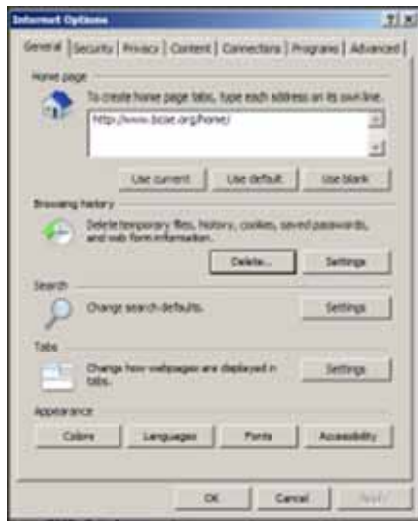 Internet Options
General Security Privacy Content Connections Programs Advanced
Home page
To create home page tabs, type each address on its own line.
Use current Use default Use blank
Browsing history
Delete temporary files, history, cookies, saved passwords,
and web form information.
Delete... Settings
Search
Change search defaults. Settings
Tabs
Change how webpages are displayed in
tabs. Settings
Appearance
Colors Languages Fonts Accessibility
OK Cancel Apply